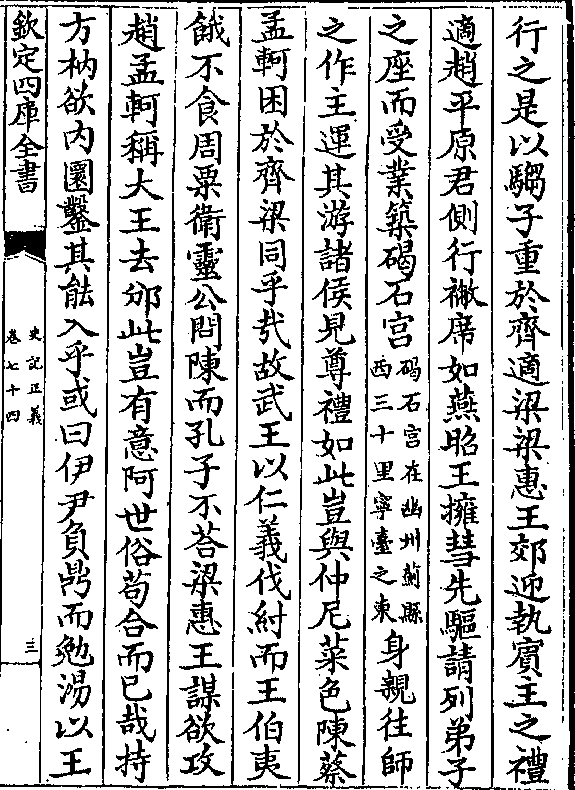 行之是以騶子重於齊適梁梁惠王郊迎執賓主之禮
適趙平原君側行襒席如燕昭王擁彗先驅請列弟子
之座而受業築碣石宮碣石宮在幽州薊縣西三十里寧臺之東身親往師
之作主運其游諸侯見尊禮如此豈與仲尼菜色陳蔡
孟軻困於齊梁同乎㢤故武王以仁義伐紂而王伯夷
餓不食周粟衛靈公問陳而孔子不荅梁惠王謀欲攻
趙孟軻稱大王去邠此豈有意阿世俗苟合而已哉持
方枘欲内圜鑿其能入乎或曰伊尹負鼎而勉湯以王
欽定四庫全書
史記正義
卷七十四
三